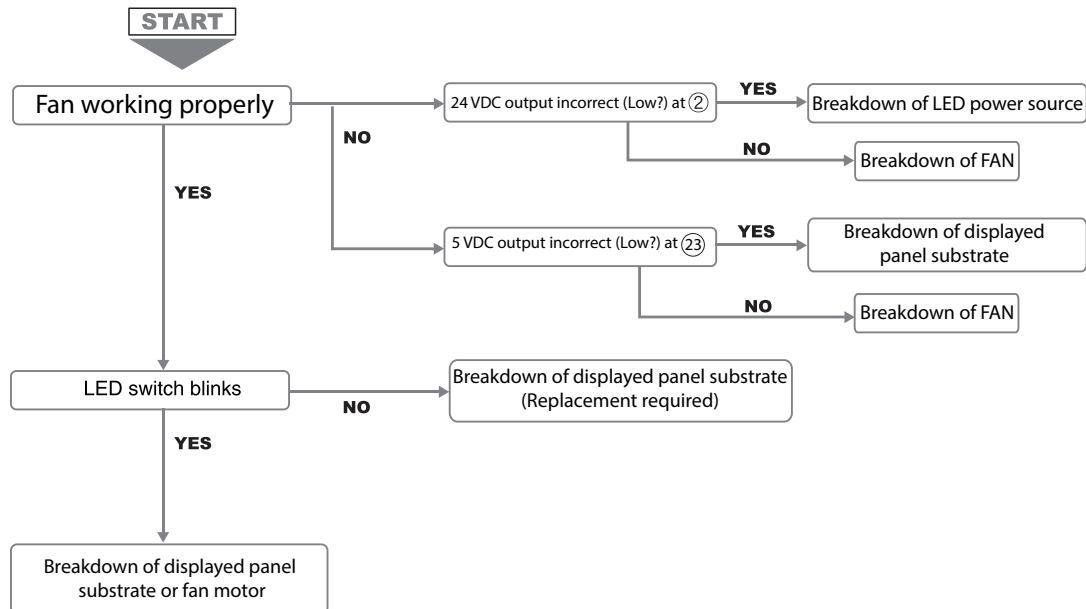 START
Fan working properly
24 VDC output incorrect (Low?) at ②
YES
Breakdown of LED power source
NO
NO
Breakdown of FAN
YES
5 VDC output incorrect (Low?) at ㉓
YES
Breakdown of displayed
panel substrate
NO
Breakdown of FAN
LED switch blinks
NO
Breakdown of displayed panel substrate
(Replacement required)
YES
Breakdown of displayed panel
substrate or fan motor